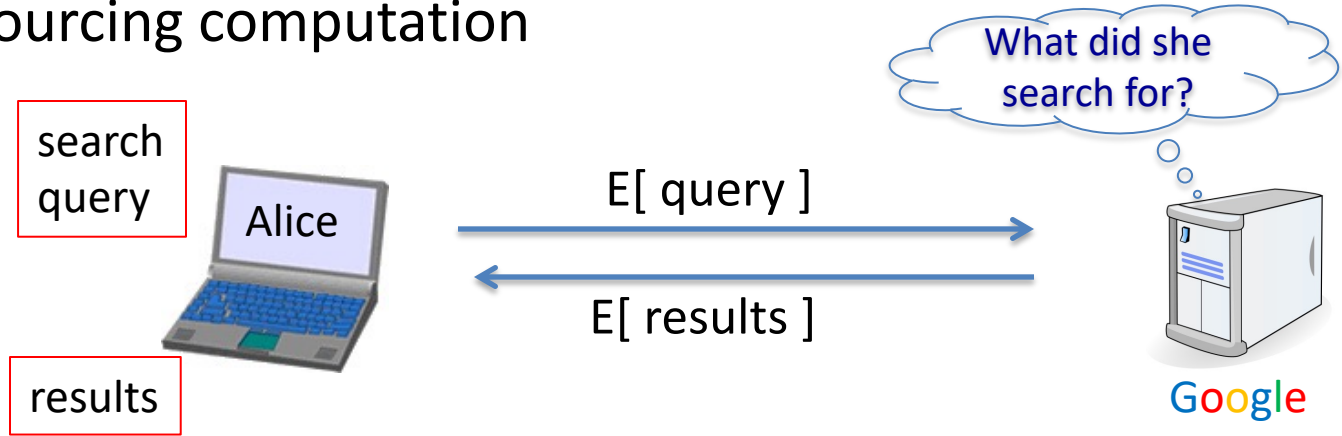 ourcing computation
What did she
search for?
search
query
Alice
E[ query ]
E[ results ]
results
Google